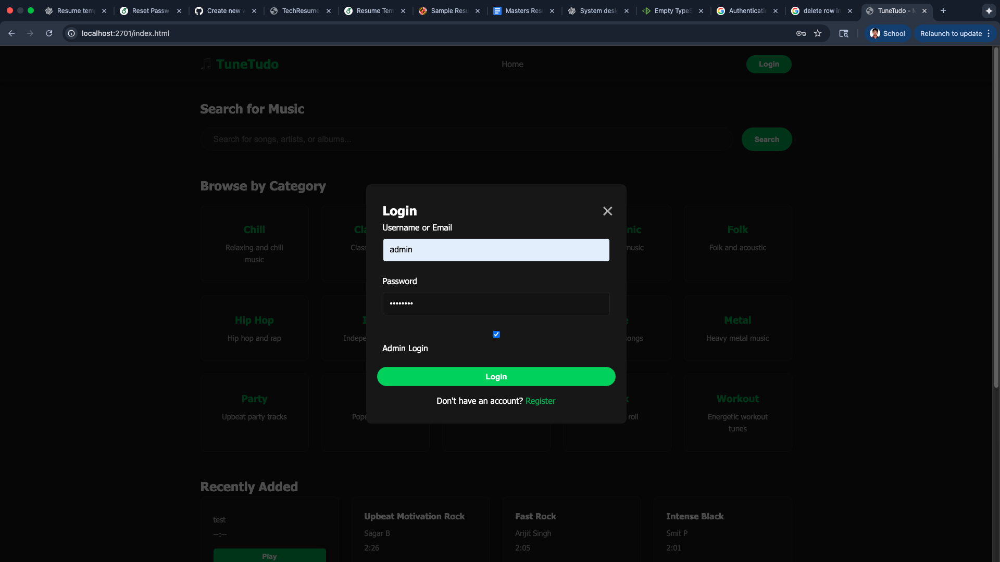 Resume tem
Reset Passw
Create new w
TechResume
Resume Tem
Sample Resu
Masters Res
System desi
Empty TypeS
Authenticati
delete row in
TuneTudo - M
localhost:2701/index.html
School
Relaunch to update
TuneTudo
Home
Login
Search for Music
Search for songs, artists, or albums...
Search
Browse by Category
Login
Username or Email
admin
Password
••••••••
Admin Login
Login
Don't have an account? Register
Chill
Relaxing and chill
music
Cla
Class
nic
music
Folk
Folk and acoustic
Hip Hop
Hip hop and rap
I
Indepe
e
songs
Metal
Heavy metal music
Party
Upbeat party tracks
Popu
k
roll
Workout
Energetic workout
tunes
Recently Added
test
--:--
Play
Upbeat Motivation Rock
Sagar B
2:26
Fast Rock
Arijit Singh
2:05
Intense Black
Smit P
2:01